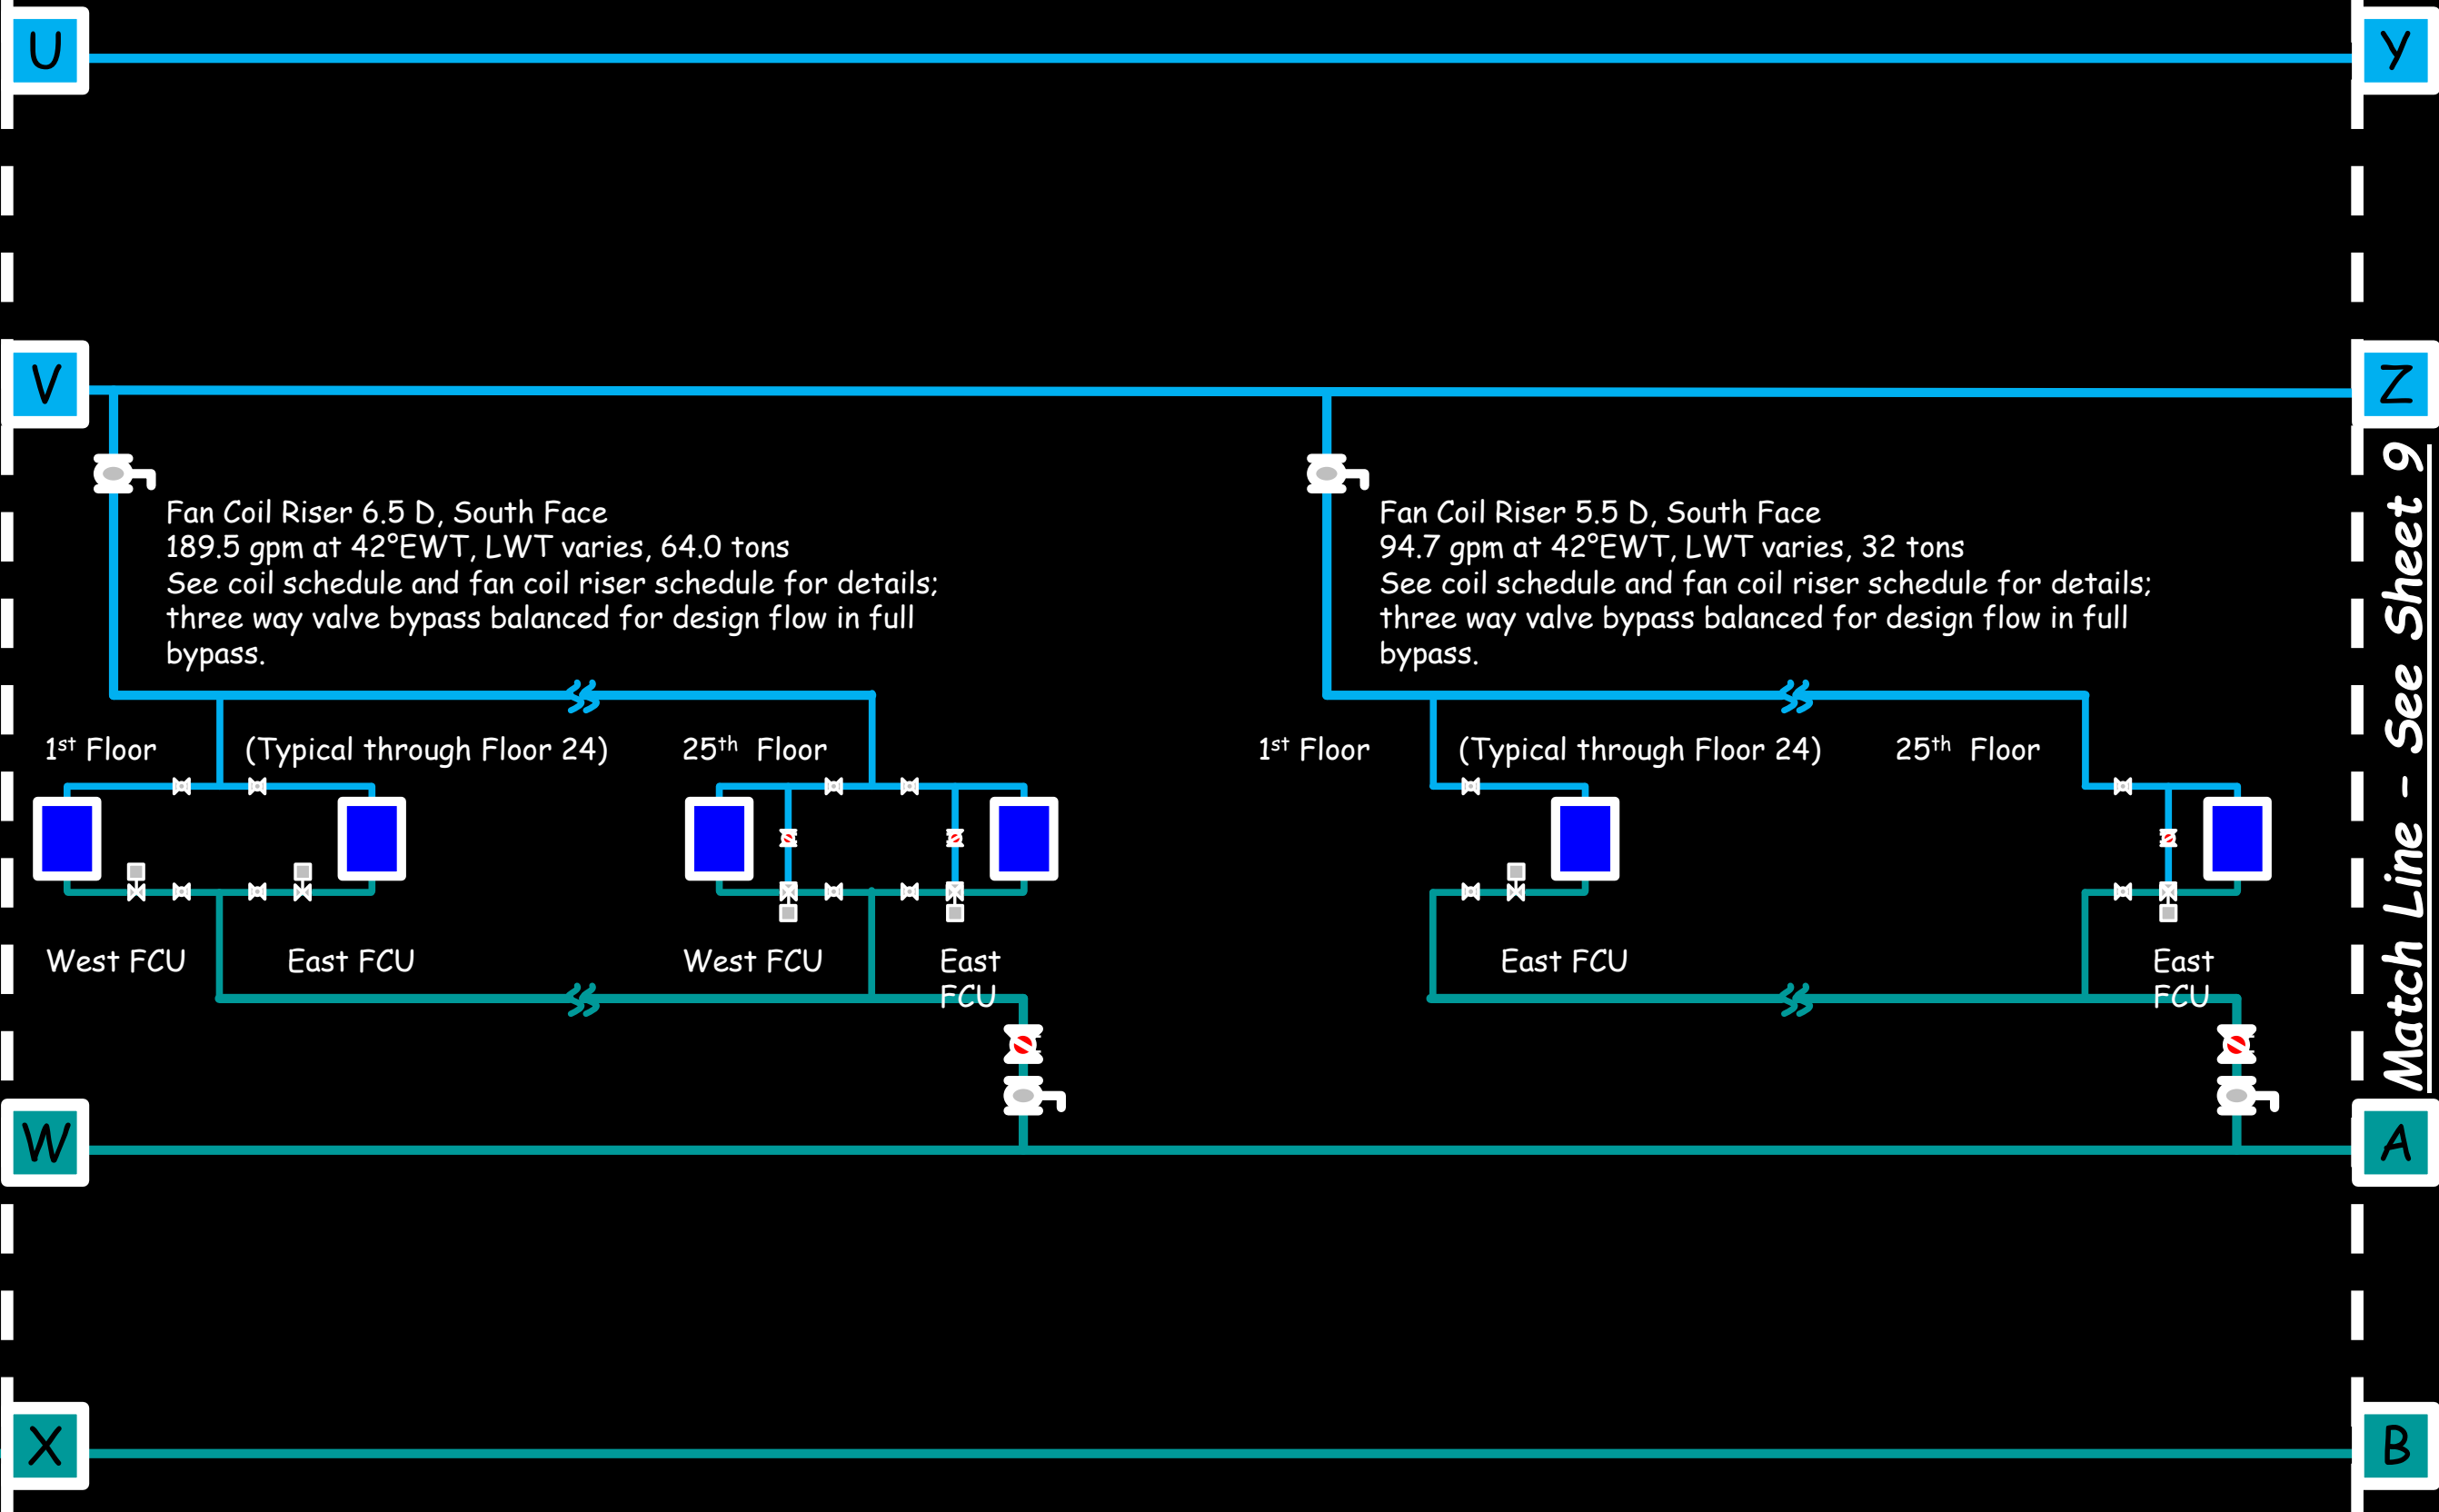 U
Y
V
Z
Fan Coil Riser 6.5 D, South Face
189.5 gpm at 42°EWT, LWT varies, 64.0 tons
See coil schedule and fan coil riser schedule for details;
three way valve bypass balanced for design flow in full
bypass.
Fan Coil Riser 5.5 D, South Face
94.7 gpm at 42°EWT, LWT varies, 32 tons
See coil schedule and fan coil riser schedule for details;
three way valve bypass balanced for design flow in full
bypass.
Match Line - See Sheet 9
1st Floor
(Typical through Floor 24)
25th Floor
1st Floor
(Typical through Floor 24)
25th Floor
West FCU
East FCU
West FCU
East
FCU
East FCU
East
FCU
W
A
X
B